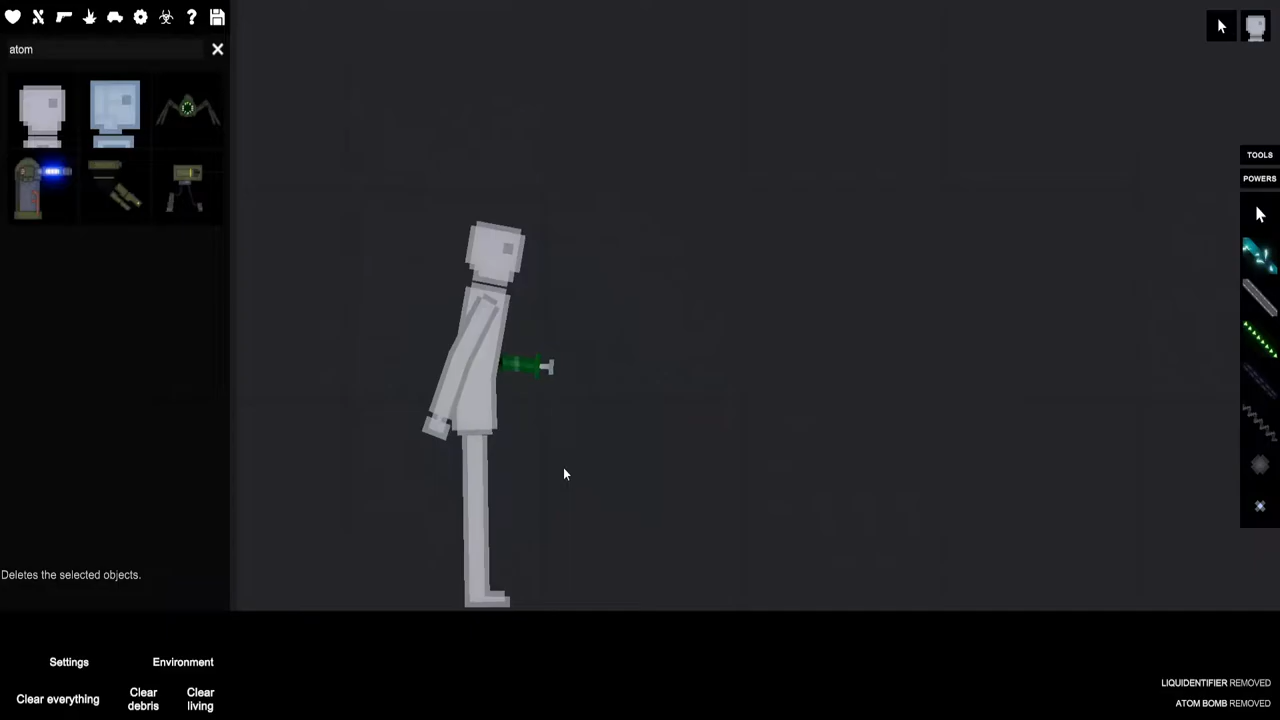 atom
TOOLS
POWERS
Deletes the selected objects.
Settings
Environment
Clear everything
Clear
debris
Clear
living
LIQUIDENTIFIER REMOVED
ATOM BOMB REMOVED